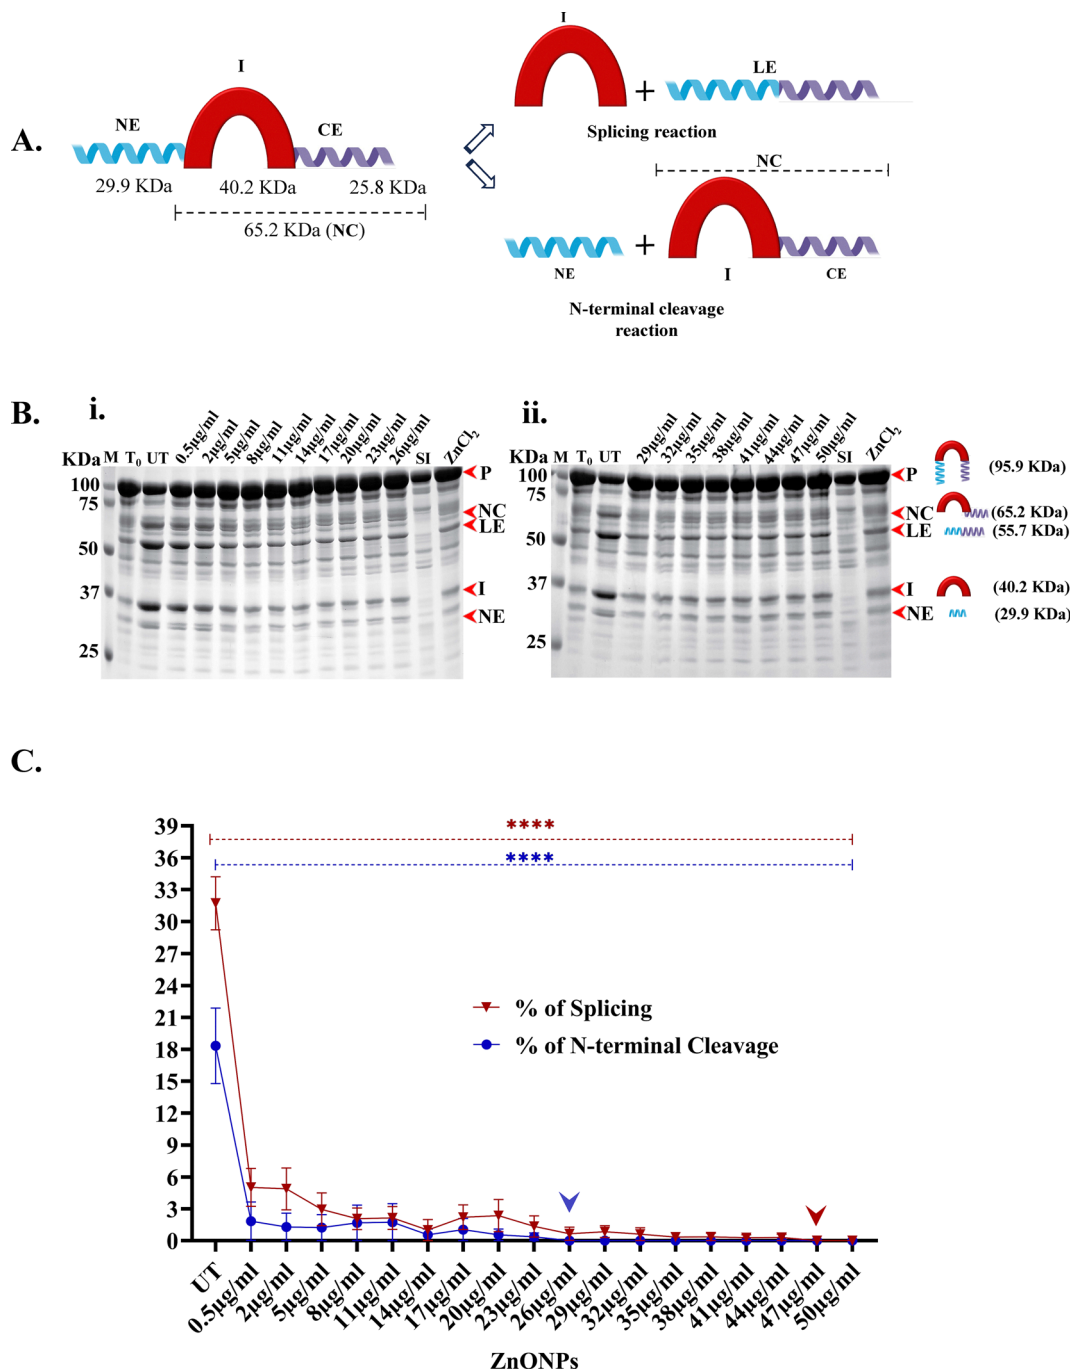 A.
I
NE
CE
29.9 KDa
40.2 KDa
25.8 KDa
65.2 KDa (NC)
I
+
LE
Splicing reaction
NC
+
NE
I
CE
N-terminal cleavage
reaction
B.
i.
KDa M T0 UT 0.5µg/ml 2µg/ml 5µg/ml 8µg/ml 11µg/ml 14µg/ml 17µg/ml 20µg/ml 23µg/ml 26µg/ml SI ZnCl2
100
75
50
37
25
P
NC
LE
I
NE
ii.
KDa M T0 UT 29µg/ml 32µg/ml 35µg/ml 38µg/ml 41µg/ml 44µg/ml 47µg/ml 50µg/ml SI ZnCl2
100
75
50
37
25
P (95.9 KDa)
NC (65.2 KDa)
LE (55.7 KDa)
I (40.2 KDa)
NE (29.9 KDa)
C.
39
36
33
30
27
24
21
18
15
12
9
6
3
0
****
****
% of Splicing
% of N-terminal Cleavage
UT 0.5µg/ml 2µg/ml 5µg/ml 8µg/ml 11µg/ml 14µg/ml 17µg/ml 20µg/ml 23µg/ml 26µg/ml 29µg/ml 32µg/ml 35µg/ml 38µg/ml 41µg/ml 44µg/ml 47µg/ml 50µg/ml
ZnONPs